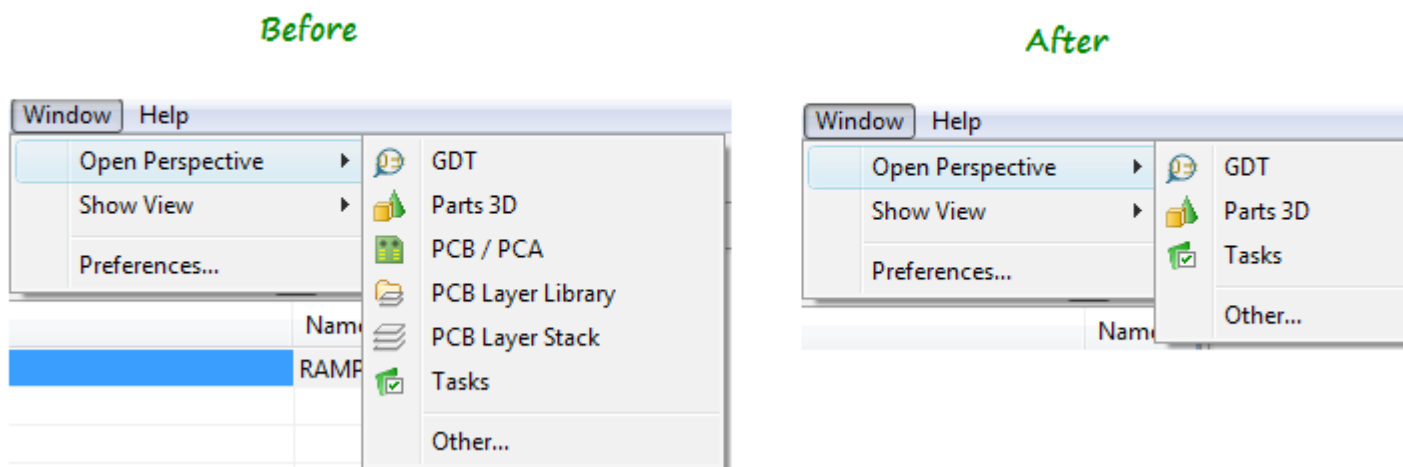 Before
Window Help
Open Perspective
Show View
Preferences...
GDT
Parts 3D
PCB / PCA
PCB Layer Library
PCB Layer Stack
Tasks
Other...
Name
RAMP
After
Window Help
Open Perspective
Show View
Preferences...
GDT
Parts 3D
Tasks
Other...
Name